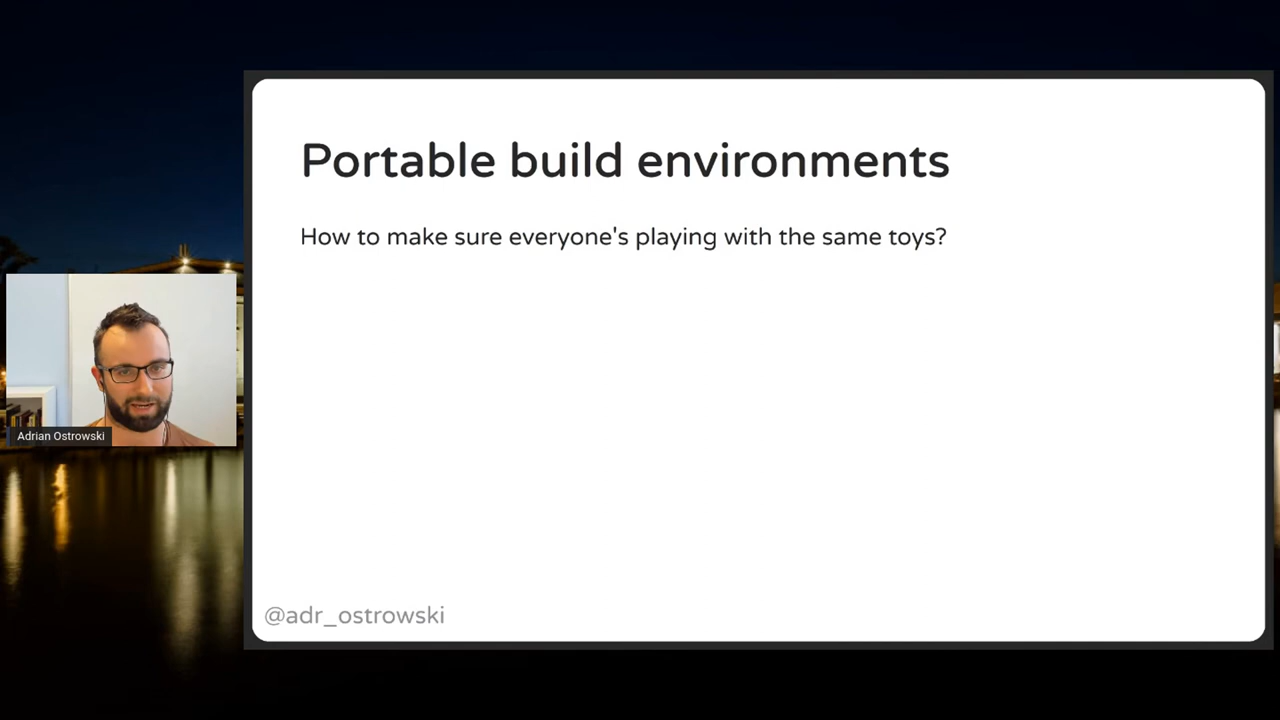 Portable build environments
How to make sure everyone's playing with the same toys?
Adrian Ostrowski
@adr_ostrowski